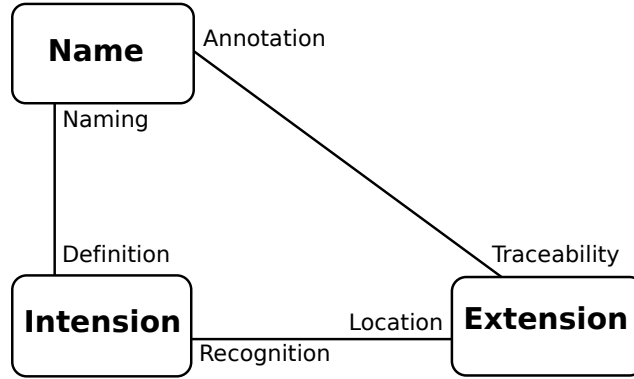 Name
Annotation
Naming
Definition
Traceability
Intension
Location
Extension
Recognition